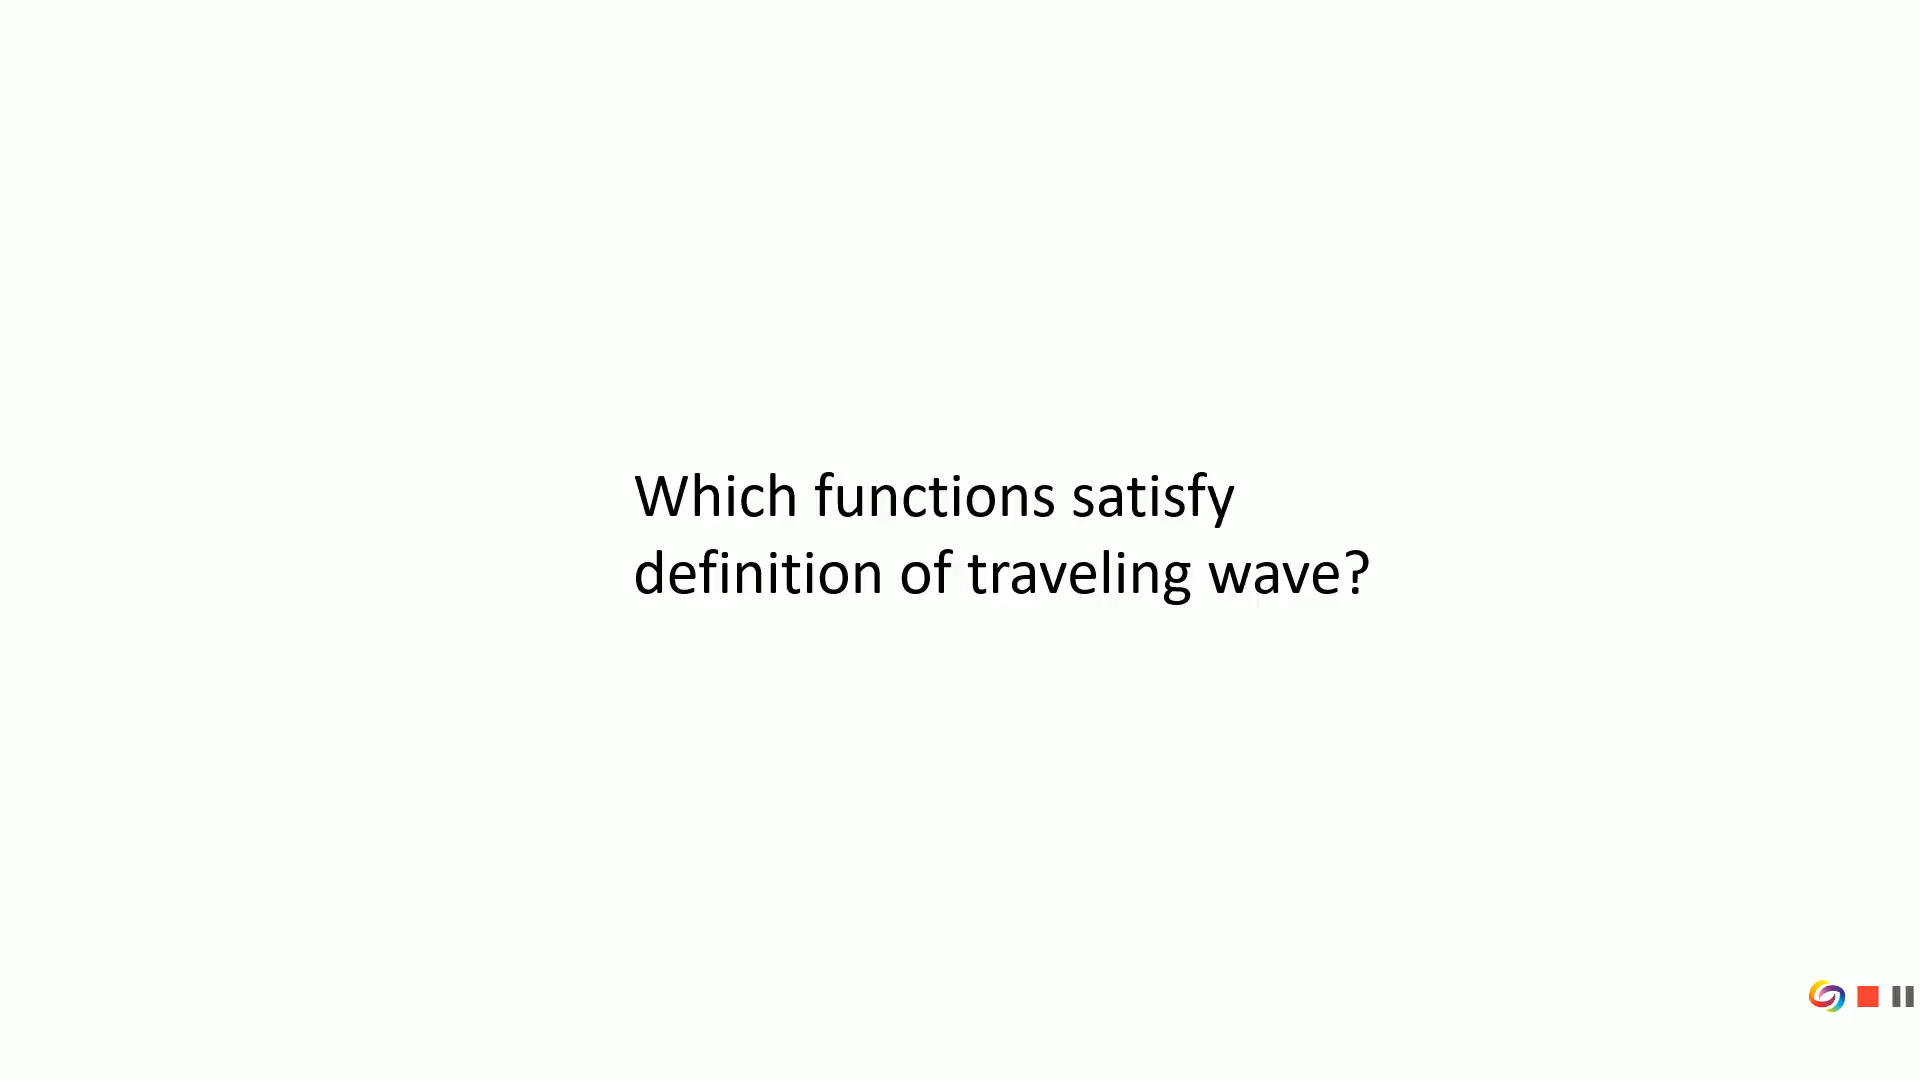 Which functions satisfy
definition of traveling wave?